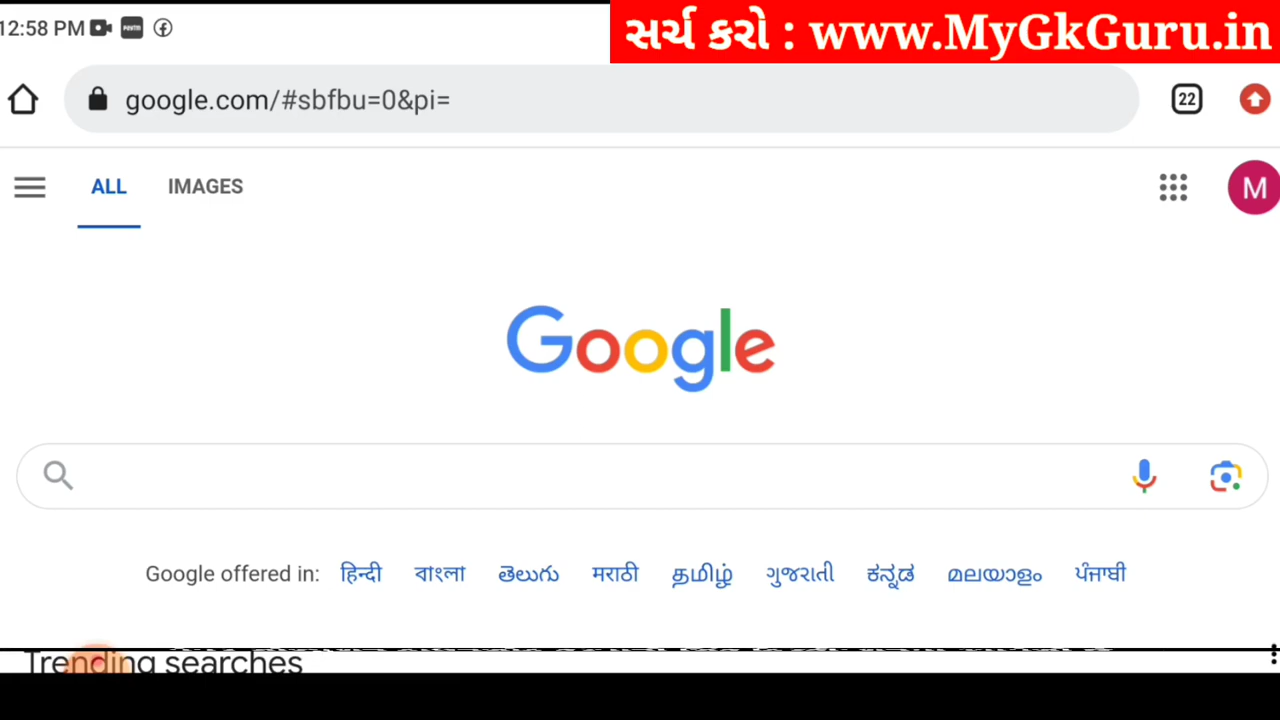 12:58 PM
સર્ચ કરો : www.MyGkGuru.in
google.com/#sbfbu=0&pi=
22
ALL IMAGES
M
Google
Google offered in: हिन्दी বাংলা తెలుగు मराठी தமிழ் ગુજરાતી ಕನ್ನಡ മലയാളം ਪੰਜਾਬੀ
Trending searches